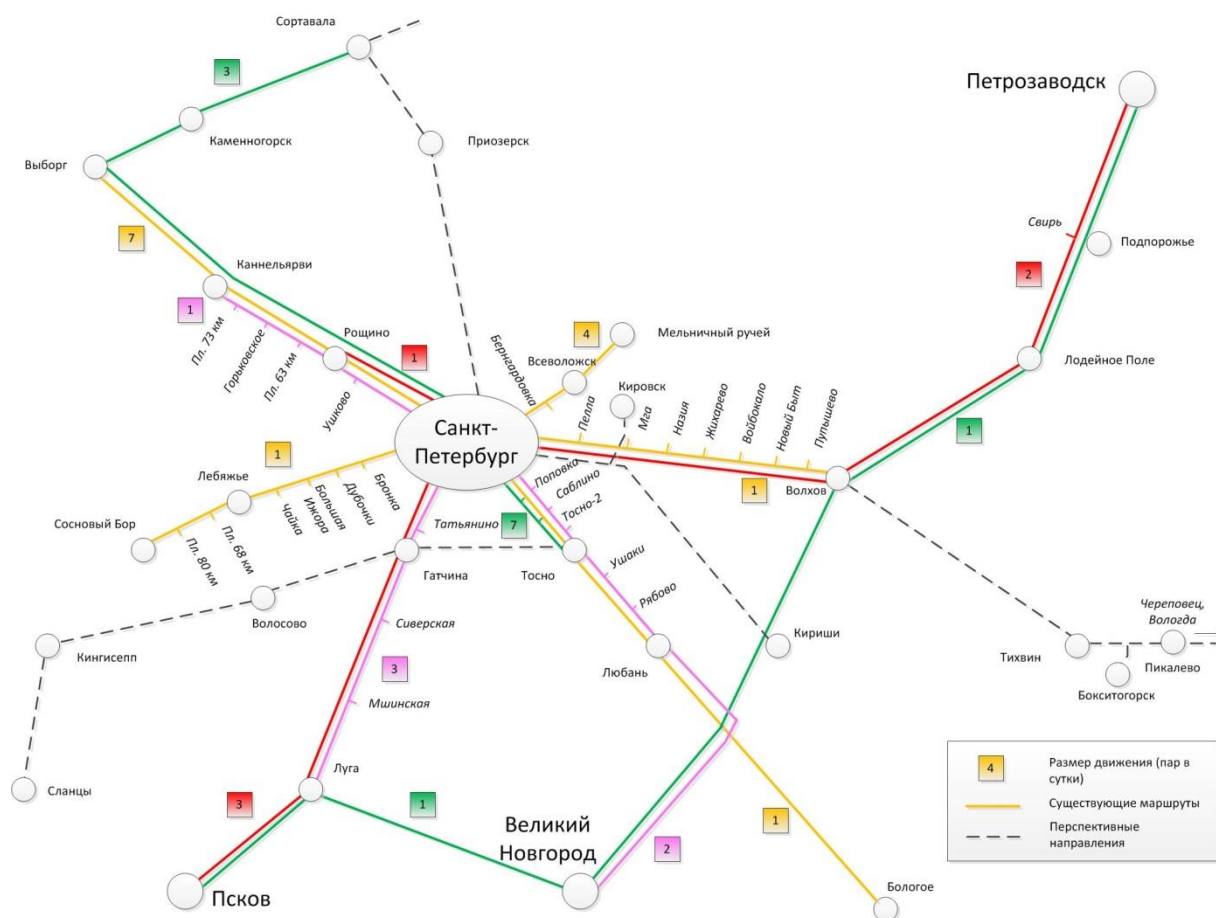 Сортавала
3
Петрозаводск
Каменногорск
Приозерск
Выборг
Свирь
Подпорожье
7
Каннельярви
2
1
Пл. 73 км
Горьковское
Пл. 63 км
Рощино
Ушково
1
4
Мельничный ручей
Бернгардовка
Всеволожск
Кировск
Лодейное Поле
Пелла
Мга
Назия
Жихарево
Войбокало
Новый Быт
Пупышево
1
Санкт-
Петербург
1
Лебяжье
Чайка
Большая
Ижора
Дубочки
Бронка
Поповка
Саблино
Тосно-2
1
Волхов
Сосновый Бор
Пл. 80 км
Пл. 68 км
Татьянино
7
Гатчина
Тосно
Ушаки
Рябово
Волосово
Сиверская
Кингисепп
3
Любань
Кириши
Тихвин
Череповец,
Вологда
Пикалево
Бокситогорск
Мшинская
Луга
Сланцы
3
1
Великий
Новгород
2
1
Псков
Бологое
4
Размер движения (пар в
сутки)
Существующие маршруты
Перспективные
направления